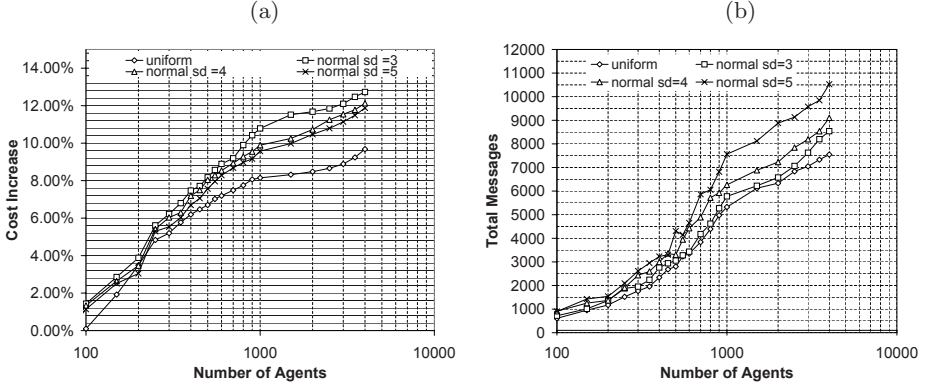 (a)
14.00%
12.00%
10.00%
8.00%
6.00%
4.00%
2.00%
0.00%
Cost Increase
uniform
normal sd =3
normal sd =4
normal sd =5
100
1000
10000
Number of Agents
(b)
12000
11000
10000
9000
8000
7000
6000
5000
4000
3000
2000
1000
0
Total Messages
uniform
normal sd=3
normal sd=4
normal sd=5
100
1000
10000
Number of Agents